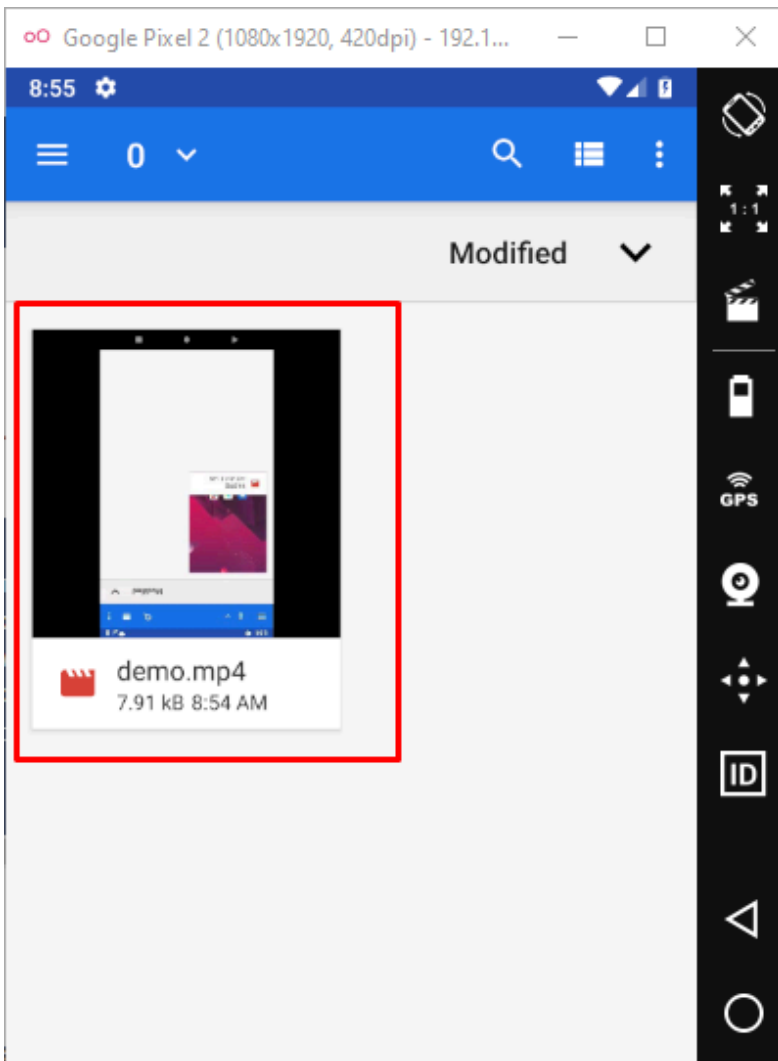 Google Pixel 2 (1080x1920, 420dpi) - 192.1...
8:55
0
1:1
Modified
GPS
demo.mp4
7.91 kB 8:54 AM
ID